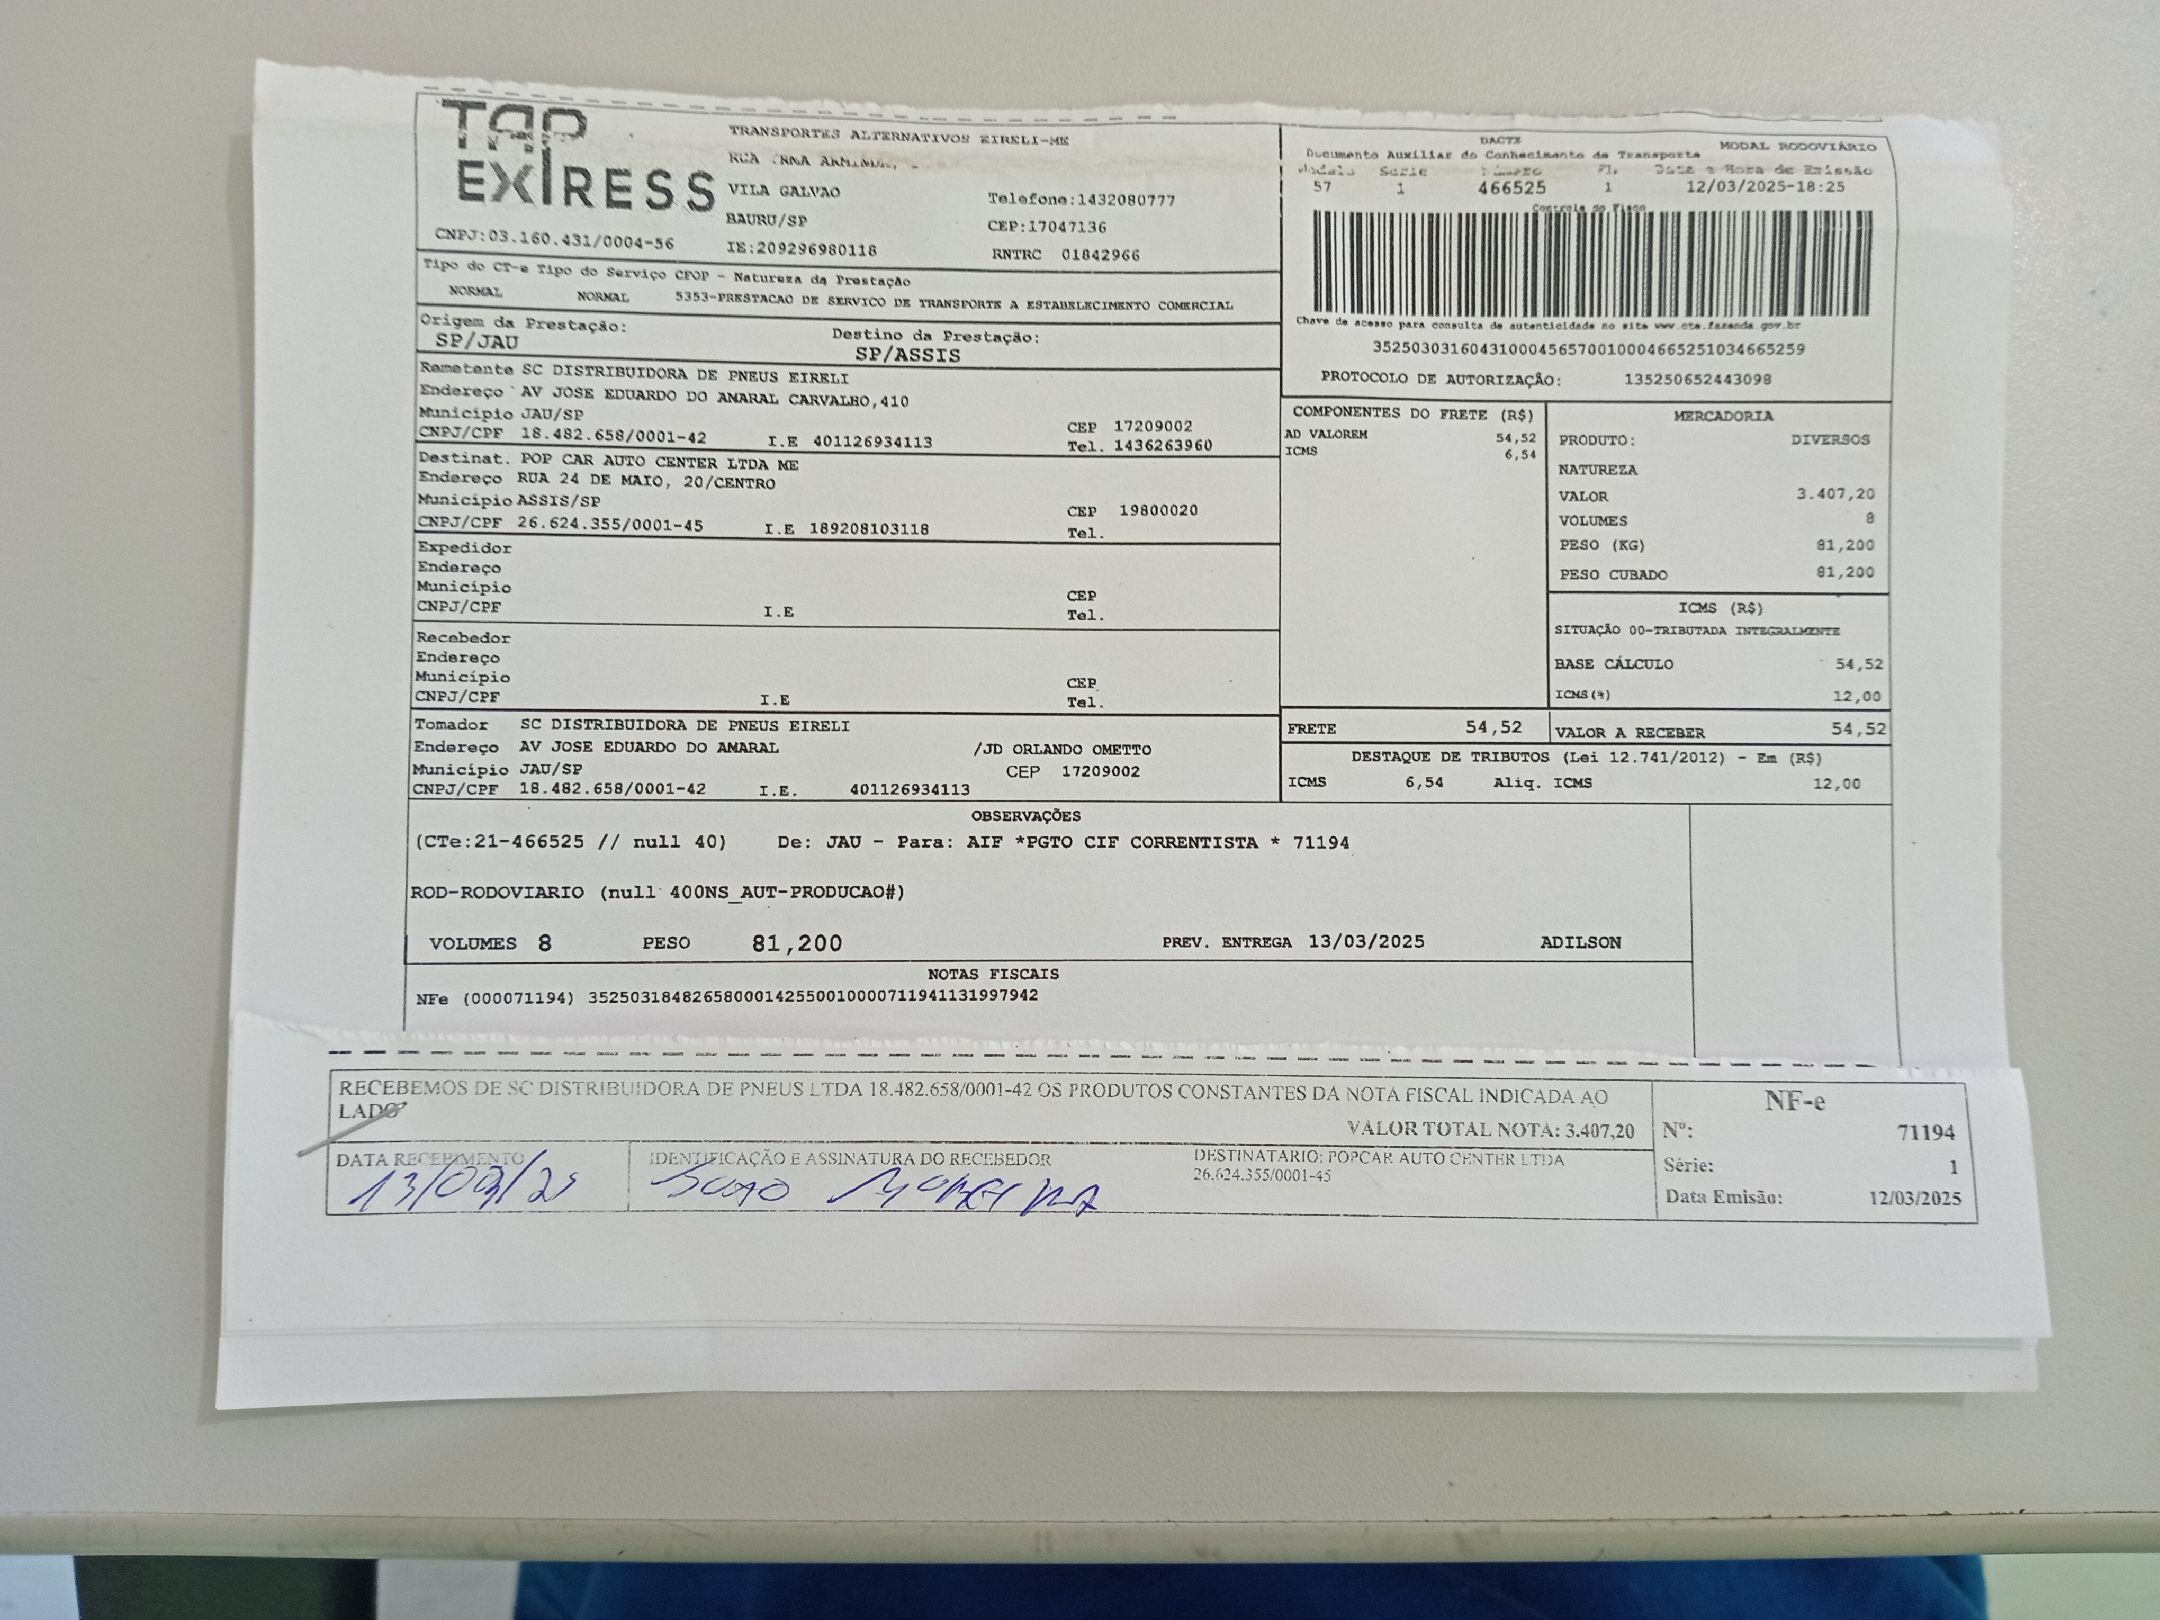 TAP
EXPRESS
CNPJ:03.160.431/0004-56
TRANSPORTES ALTERNATIVOS EIRELI-ME
RUA
VILA GALVAO
BAURU/SP
IE:209296980118
Telefone:1432080777
CEP:17047136
RNTRC 01842966
DACTE
MODAL RODOVIÁRIO
Documento Auxiliar do Conhecimento de Transporte
Modelo Serie Número Fl. Data e Hora de Emissão
57 1 466525 1 12/03/2025-18:25
Controle do Fisco
Chave de acesso para consulta de autenticidade no site www.cte.fazenda.gov.br
35250303160431000456570010004665251034665259
PROTOCOLO DE AUTORIZAÇÃO: 135250652443098
Tipo do CT-e Tipo do Serviço CFOP - Natureza da Prestação
NORMAL NORMAL 5353-PRESTACAO DE SERVICO DE TRANSPORTE A ESTABELECIMENTO COMERCIAL
Origem da Prestação: Destino da Prestação:
SP/JAU SP/ASSIS
Remetente SC DISTRIBUIDORA DE PNEUS EIRELI
Endereço AV JOSE EDUARDO DO AMARAL CARVALHO,410
Município JAU/SP CEP 17209002
CNPJ/CPF 18.482.658/0001-42 I.E 401126934113 Tel. 1436263960
Destinat. POP CAR AUTO CENTER LTDA ME
Endereço RUA 24 DE MAIO, 20/CENTRO
Município ASSIS/SP CEP 19800020
CNPJ/CPF 26.624.355/0001-45 I.E 189208103118 Tel.
Expedidor
Endereço
Município CEP
CNPJ/CPF I.E Tel.
Recebedor
Endereço
Município CEP
CNPJ/CPF I.E Tel.
Tomador SC DISTRIBUIDORA DE PNEUS EIRELI
Endereço AV JOSE EDUARDO DO AMARAL /JD ORLANDO OMETTO
Município JAU/SP CEP 17209002
CNPJ/CPF 18.482.658/0001-42 I.E. 401126934113
COMPONENTES DO FRETE (R$)
AD VALOREM 54,52
ICMS 6,54
MERCADORIA
PRODUTO: DIVERSOS
NATUREZA
VALOR 3.407,20
VOLUMES 8
PESO (KG) 81,200
PESO CUBADO 81,200
ICMS (R$)
SITUAÇÃO 00-TRIBUTADA INTEGRALMENTE
BASE CÁLCULO 54,52
ICMS(%) 12,00
FRETE 54,52 VALOR A RECEBER 54,52
DESTAQUE DE TRIBUTOS (Lei 12.741/2012) - Em (R$)
ICMS 6,54 Aliq. ICMS 12,00
OBSERVAÇÕES
(CTe:21-466525 // null 40) De: JAU - Para: AIF *PGTO CIF CORRENTISTA * 71194
ROD-RODOVIARIO (null 400NS_AUT-PRODUCAO#)
VOLUMES 8 PESO 81,200 PREV. ENTREGA 13/03/2025 ADILSON
NOTAS FISCAIS
NFe (000071194) 35250318482658000142550010000711941131997942
RECEBEMOS DE SC DISTRIBUIDORA DE PNEUS LTDA 18.482.658/0001-42 OS PRODUTOS CONSTANTES DA NOTA FISCAL INDICADA AO
LADO
VALOR TOTAL NOTA: 3.407,20
DATA RECEBIMENTO
13/03/25
IDENTIFICAÇÃO E ASSINATURA DO RECEBEDOR
DESTINATÁRIO: POPCAR AUTO CENTER LTDA
26.624.355/0001-45
NF-e
Nº: 71194
Série: 1
Data Emisão: 12/03/2025